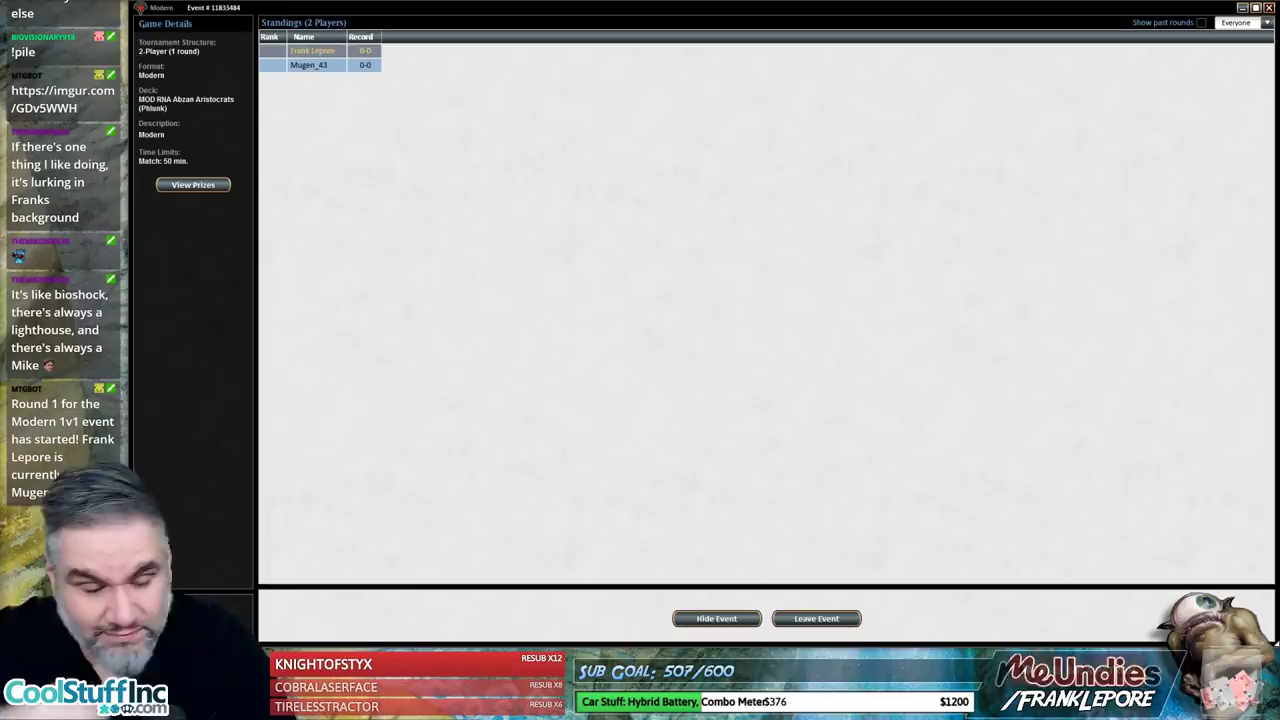 else
BIOVISIONARY918
!pile
MTGBOT
https://imgur.com
/GDv5WWH
If there's one
thing I like doing,
it's lurking in
Franks
background
It's like bioshock,
there's always a
lighthouse, and
there's always a
Mike
MTGBOT
Round 1 for the
Modern 1v1 event
has started! Frank
Lepore is
currently
Mugen
Modern Event # 11833484
Game Details
Tournament Structure:
2-Player (1 round)
Format:
Modern
Deck:
MOD RNA Abzan Aristocrats
(Phlunk)
Description:
Modern
Time Limits:
Match: 50 min.
View Prizes
Standings (2 Players)
Show past rounds
Everyone
Rank Name Record
Frank Lepore 0-0
Mugen_43 0-0
Hide Event
Leave Event
CoolStuffInc
.com
KNIGHTOFSTYX RESUB X12
COBRALASERFACE RESUB X8
TIRELESSTRACTOR RESUB X6
SUB GOAL: 507/600
Car Stuff: Hybrid Battery, Combo Meter $376 $1200
MeUndies
/FRANKLEPORE